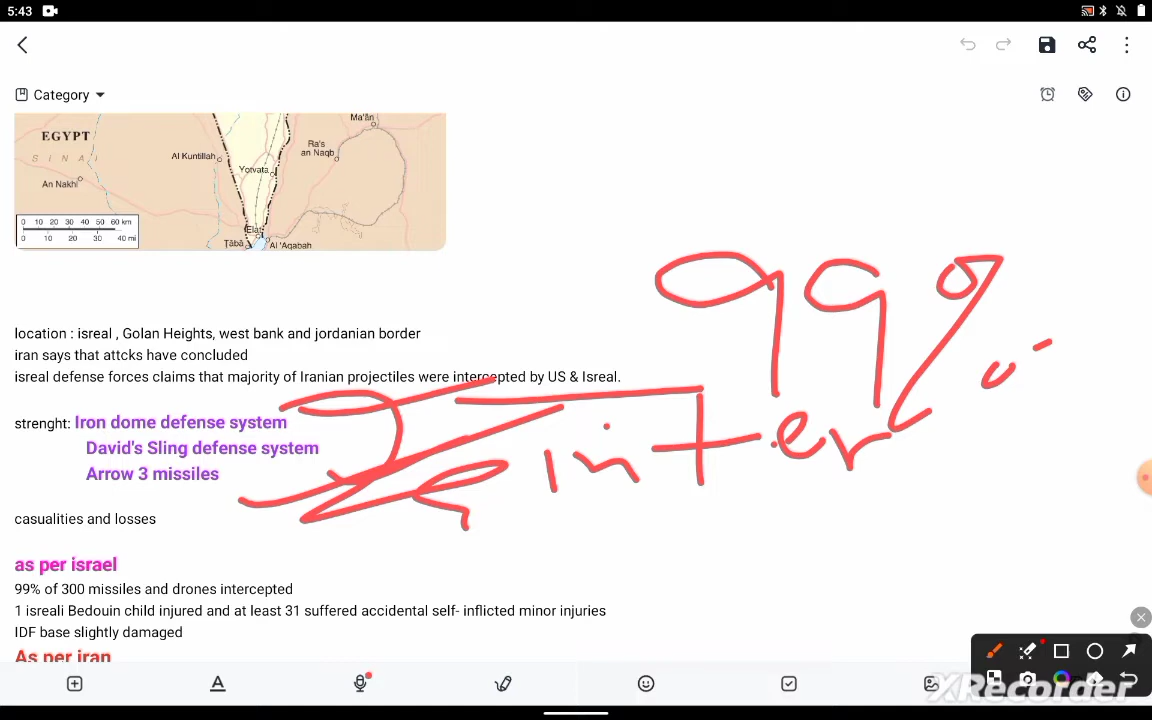 5:43
Category
EGYPT
SINAI
Al Kuntillah
An Nakhl
Ma'ān
Ra's
an Naqb
Yotvata
0 10 20 30 40 50 60 km
0 10 20 30 40 mi
Elat
Ṭābā
Al 'Aqabah
99%
location : isreal , Golan Heights, west bank and jordanian border
iran says that attcks have concluded
isreal defense forces claims that majority of Iranian projectiles were intercepted by US & Isreal.
inter
strenght: Iron dome defense system
David's Sling defense system
Arrow 3 missiles
casualities and losses
as per israel
99% of 300 missiles and drones intercepted
1 isreali Bedouin child injured and at least 31 suffered accidental self- inflicted minor injuries
IDF base slightly damaged
As per iran
A
XRecorder